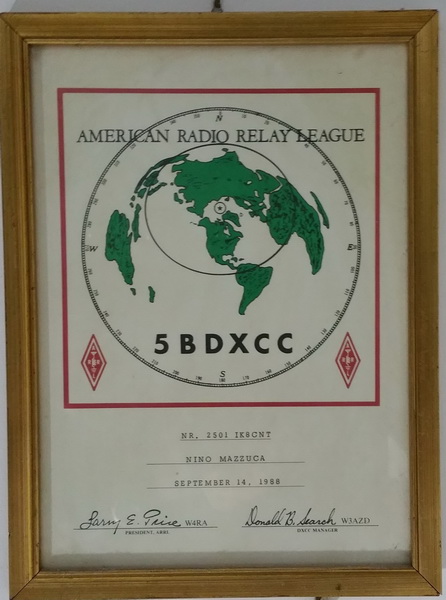 N
AMERICAN RADIO RELAY LEAGUE
W
E
5BDXCC
S
NR. 2501 IK8CNT
NINO MAZZUCA
SEPTEMBER 14, 1988
Larry E. Price W4RA
Donald B. Search W3AZD
PRESIDENT, ARRL
DXCC MANAGER